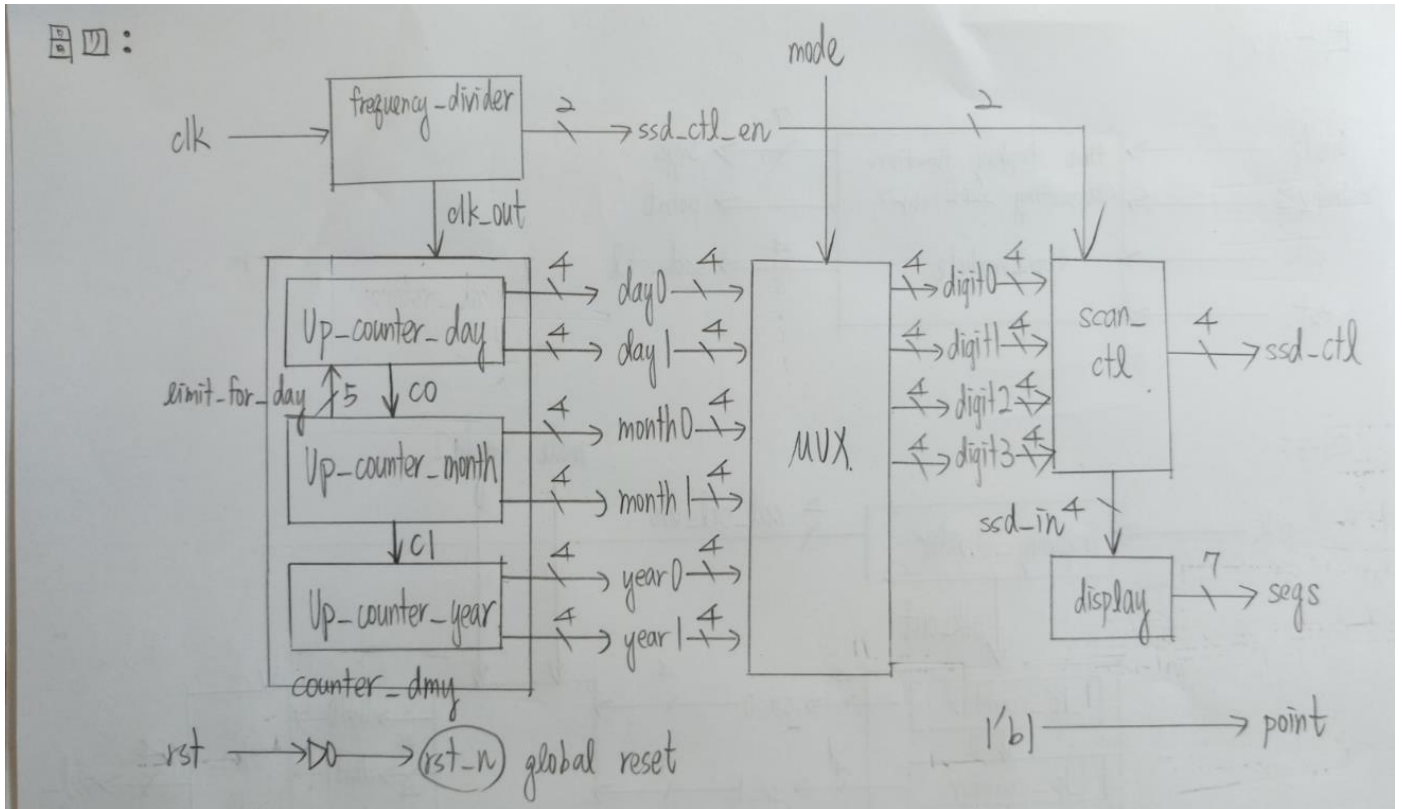 圖四：
mode
frequency_divider
2
2
clk
ssd_ctl_en
clk_out
4
4
4
4
Up_counter_day
day0
digit0
4
4
4
4
day1
digit1
scan_ctl
4
ssd_ctl
limit_for_day
5
C0
4
4
4
4
month0
digit2
Up_counter_month
4
4
MUX
digit3
4
4
month1
ssd_in
4
C1
4
4
year0
7
Up_counter_year
4
4
year1
display
segs
counter_dmy
1'b1
point
rst
rst_n
global reset